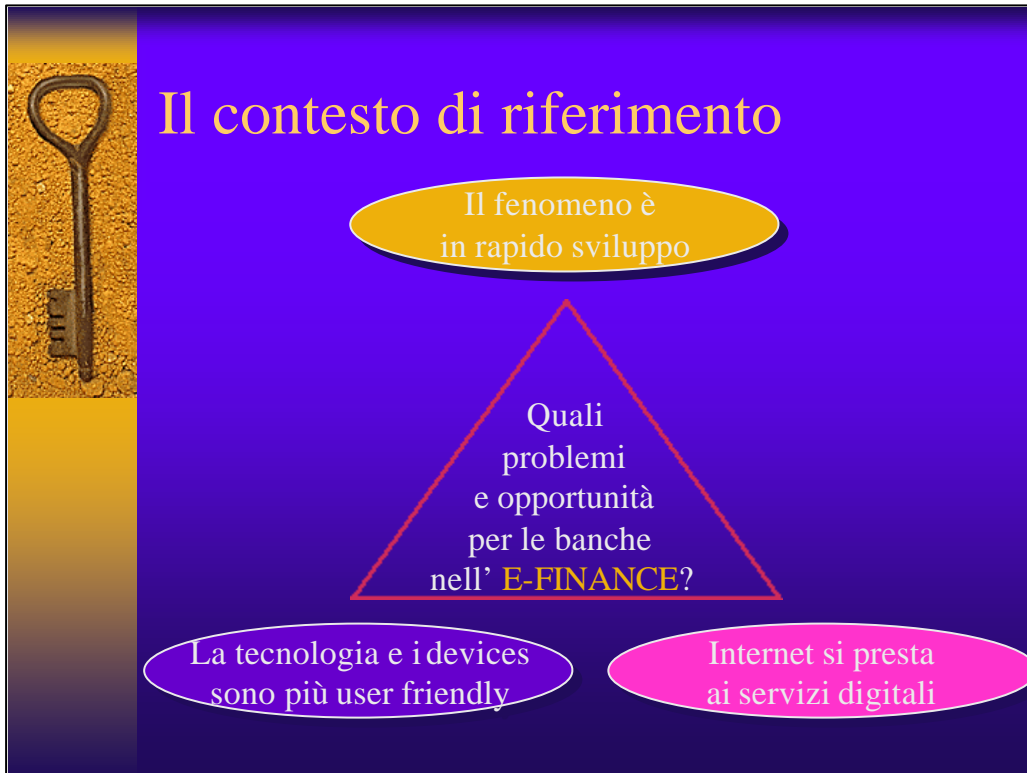 Il contesto di riferimento
Il fenomeno è
in rapido sviluppo
Quali
problemi
e opportunità
per le banche
nell’ E-FINANCE?
La tecnologia e i devices
sono più user friendly
Internet si presta
ai servizi digitali